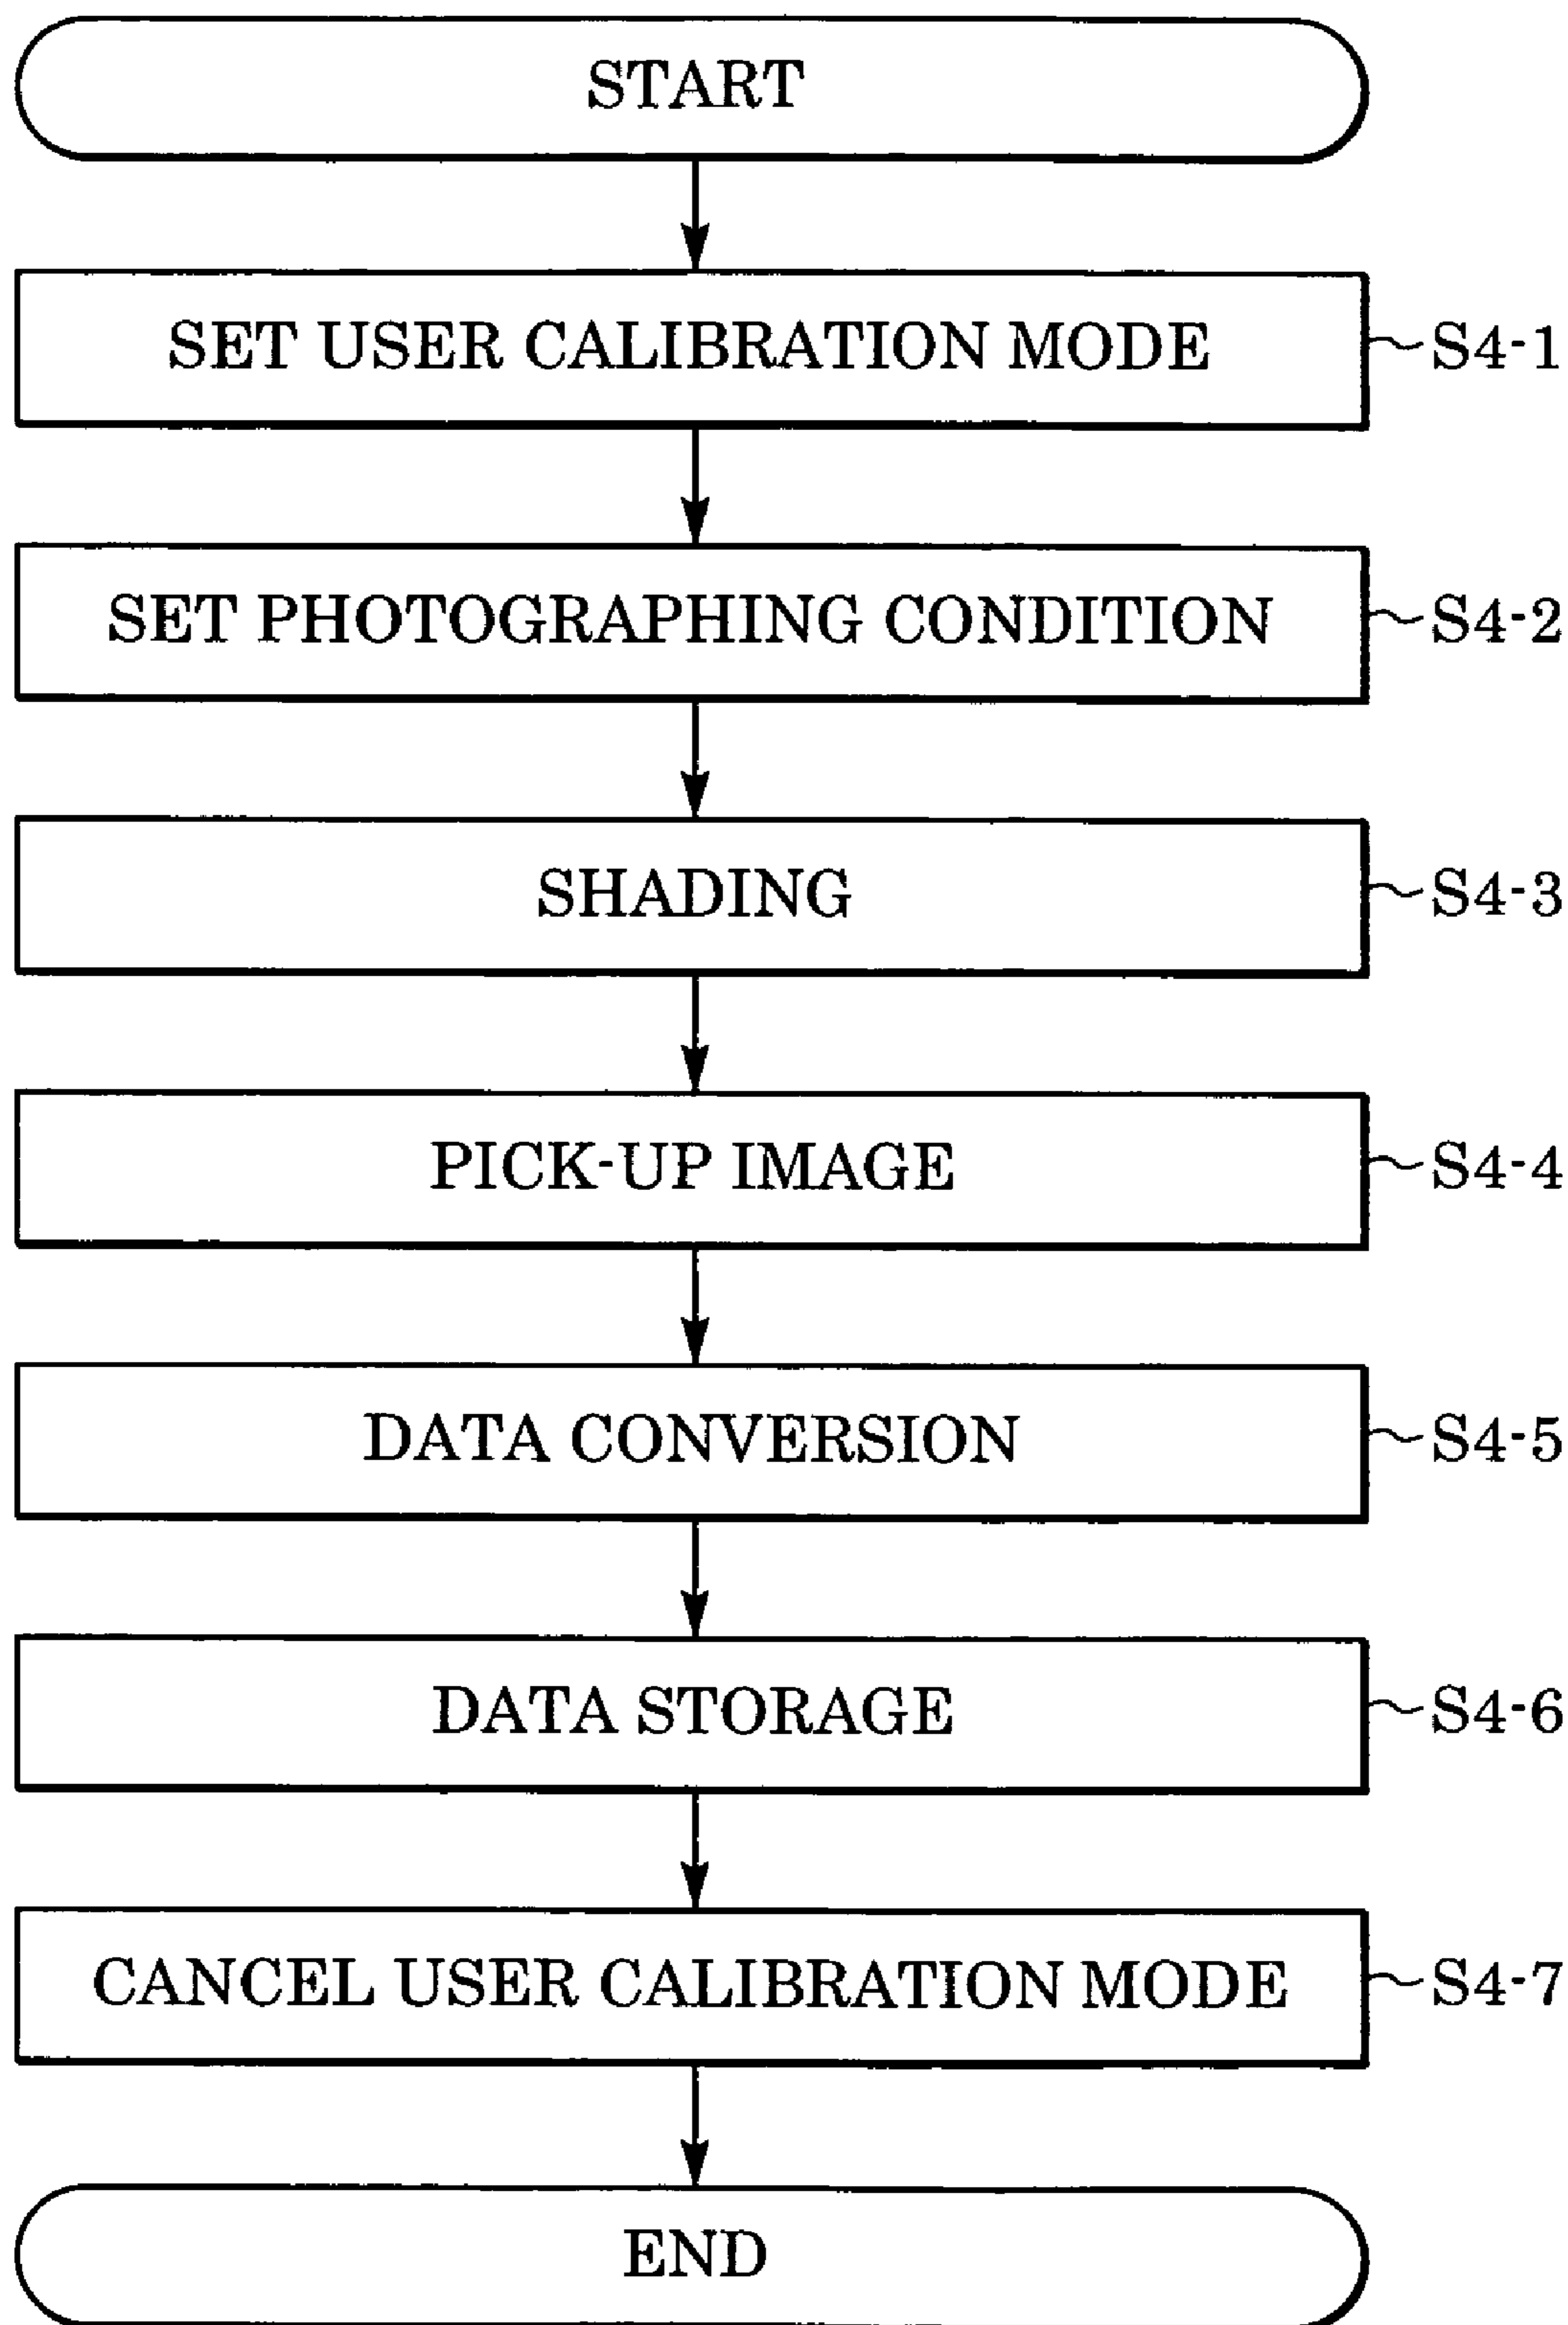 START
SET USER CALIBRATION MODE
S4-1
SET PHOTOGRAPHING CONDITION
S4-2
SHADING
S4-3
PICK-UP IMAGE
S4-4
DATA CONVERSION
S4-5
DATA STORAGE
S4-6
CANCEL USER CALIBRATION MODE
S4-7
END